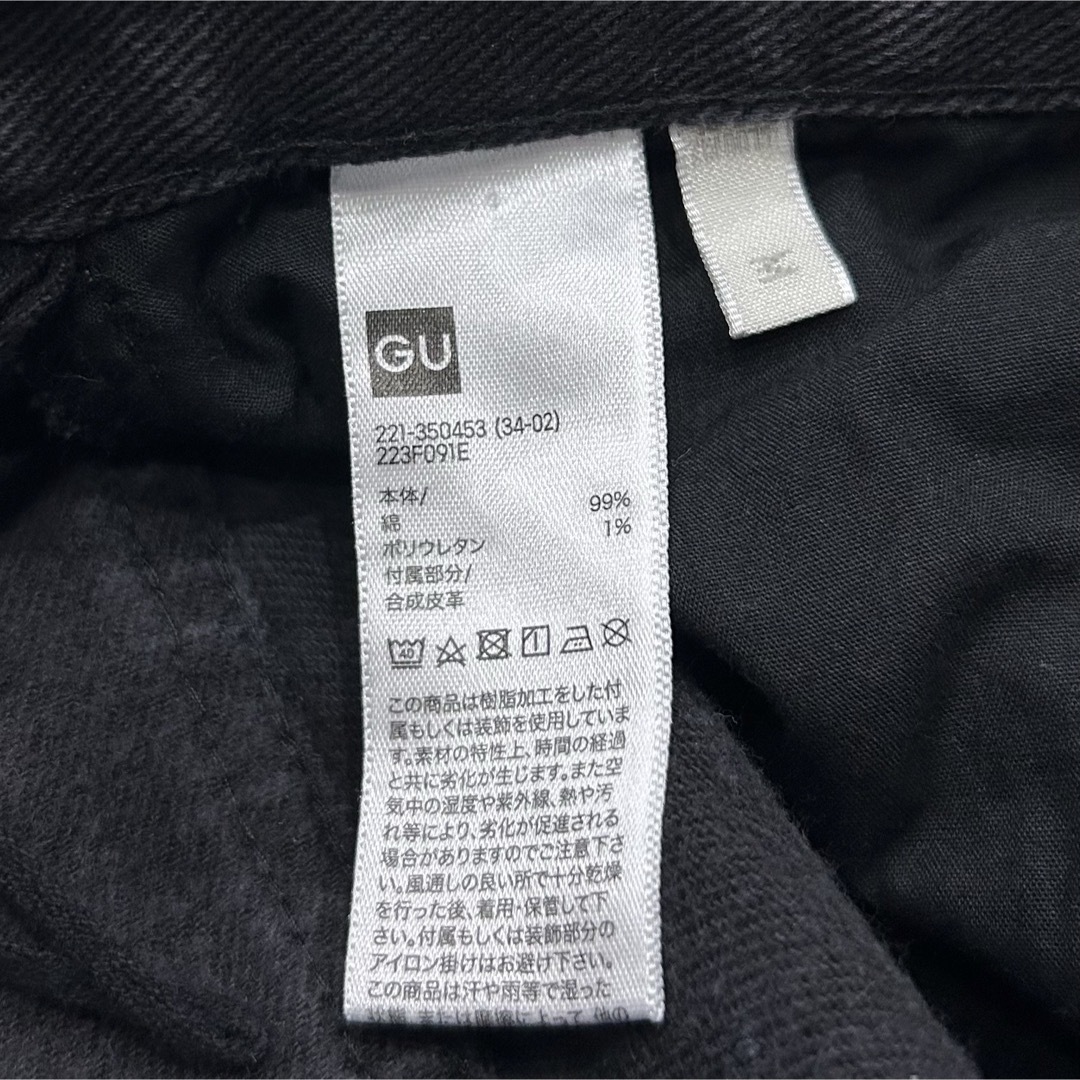 GU
221-350453 (34-02)
223F091E
本体/
綿 99%
ポリウレタン 1%
付属部分/
合成皮革
40
この商品は樹脂加工をした付
属もしくは装飾を使用していま
す。素材の特性上、時間の経過
と共に劣化が生じます。また空
気中の湿度や紫外線、熱や汚
れ等により、劣化が促進される
場合がありますのでご注意下さ
い。風通しの良い所で十分乾燥
を行った後、着用・保管して下
さい。付属もしくは装飾部分の
アイロン掛けはお避け下さい。
この商品は汗や雨等で湿った
M